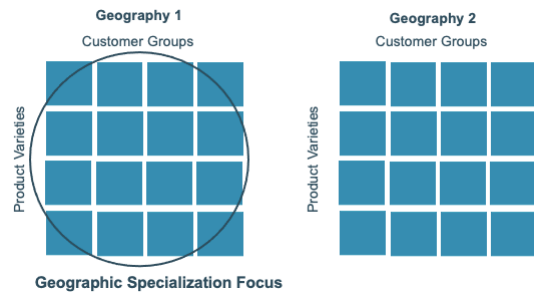 Geography 1
Customer Groups
Product Varieties
Geographic Specialization Focus
Geography 2
Customer Groups
Product Varieties